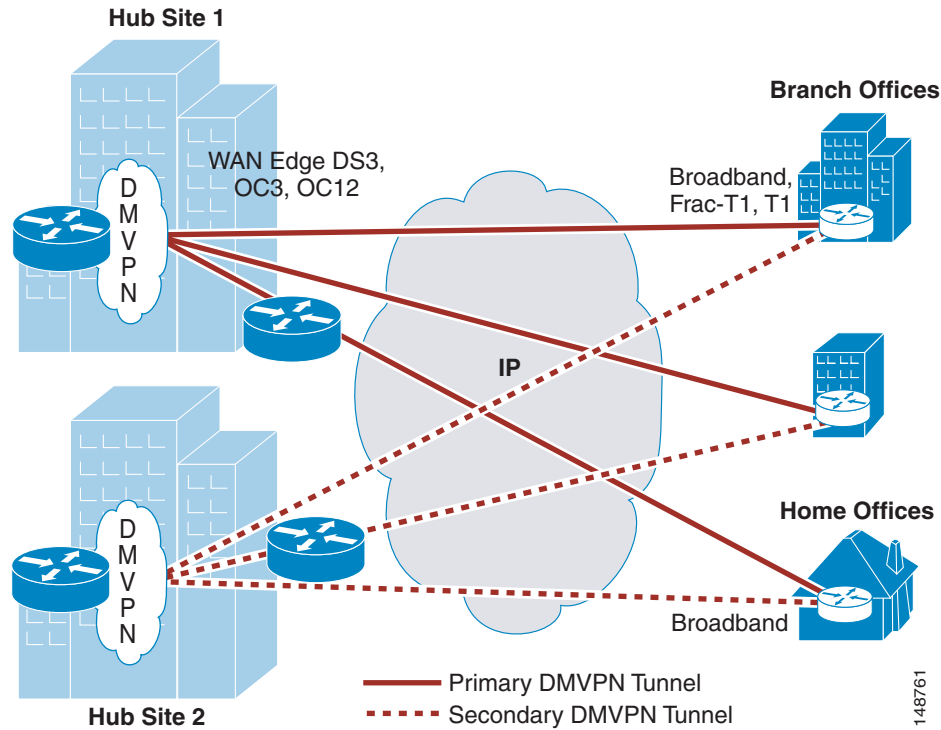 Hub Site 1
Branch Offices
WAN Edge DS3,
OC3, OC12
Broadband,
Frac-T1, T1
D
M
V
P
N
IP
D
M
V
P
N
Home Offices
Broadband
Hub Site 2
Primary DMVPN Tunnel
Secondary DMVPN Tunnel
148761